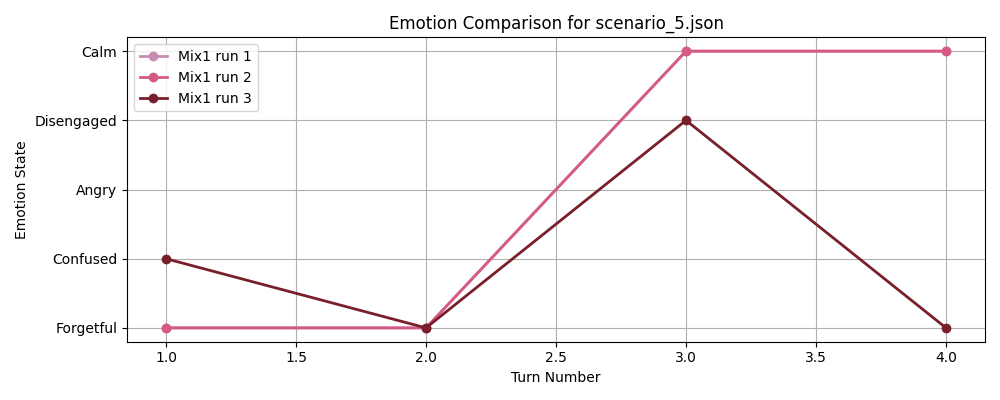 Emotion Comparison for scenario_5.json
Mix1 run 1
Mix1 run 2
Mix1 run 3
Emotion State
Calm
Disengaged
Angry
Confused
Forgetful
1.0 1.5 2.0 2.5 3.0 3.5 4.0
Turn Number